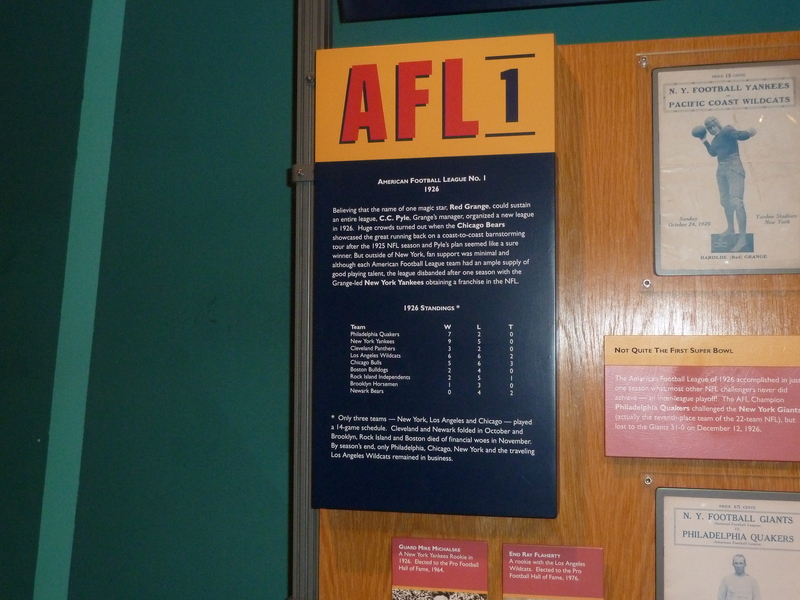 AFL 1
AMERICAN FOOTBALL LEAGUE NO. 1
1926
Believing that the name of one magic star, Red Grange, could sustain
an entire league, C.C. Pyle, Grange's manager, organized a new league
in 1926. Huge crowds turned out when the Chicago Bears
showcased the great running back on a coast-to-coast barnstorming
tour after the 1925 NFL season and Pyle's plan seemed like a sure
winner. But outside of New York, fan support was minimal and
although each American Football League team had an ample supply of
good playing talent, the league disbanded after one season with the
Grange-led New York Yankees obtaining a franchise in the NFL.
1926 STANDINGS *
Team W L T
Philadelphia Quakers 7 2 0
New York Yankees 9 5 0
Cleveland Panthers 3 2 0
Los Angeles Wildcats 6 6 2
Chicago Bulls 5 6 3
Boston Bulldogs 2 4 0
Rock Island Independents 2 5 1
Brooklyn Horsemen 1 3 0
Newark Bears 0 4 2
* Only three teams — New York, Los Angeles and Chicago — played
a 14-game schedule. Cleveland and Newark folded in October and
Brooklyn, Rock Island and Boston died of financial woes in November.
By season's end, only Philadelphia, Chicago, New York and the traveling
Los Angeles Wildcats remained in business.
PRICE 15 CENTS
N. Y. FOOTBALL YANKEES
vs
PACIFIC COAST WILDCATS
Sunday
October 24, 1926
Yankee Stadium
New York
HAROLDE (Red) GRANGE
NOT QUITE THE FIRST SUPER BOWL
The American Football League of 1926 accomplished in just
one season what most other NFL challengers never did
achieve — an inter-league playoff! The AFL Champion
Philadelphia Quakers challenged the New York Giants
(actually the seventh-place team of the 22-team NFL), but
lost to the Giants 31-0 on December 12, 1926.
PRICE 15 CENTS
N. Y. FOOTBALL GIANTS
vs
PHILADELPHIA QUAKERS
GUARD MIKE MICHALSKE
A New York Yankees Rookie in
1926. Elected to the Pro Football
Hall of Fame, 1964.
END RAY FLAHERTY
A rookie with the Los Angeles
Wildcats. Elected to the Pro
Football Hall of Fame, 1976.